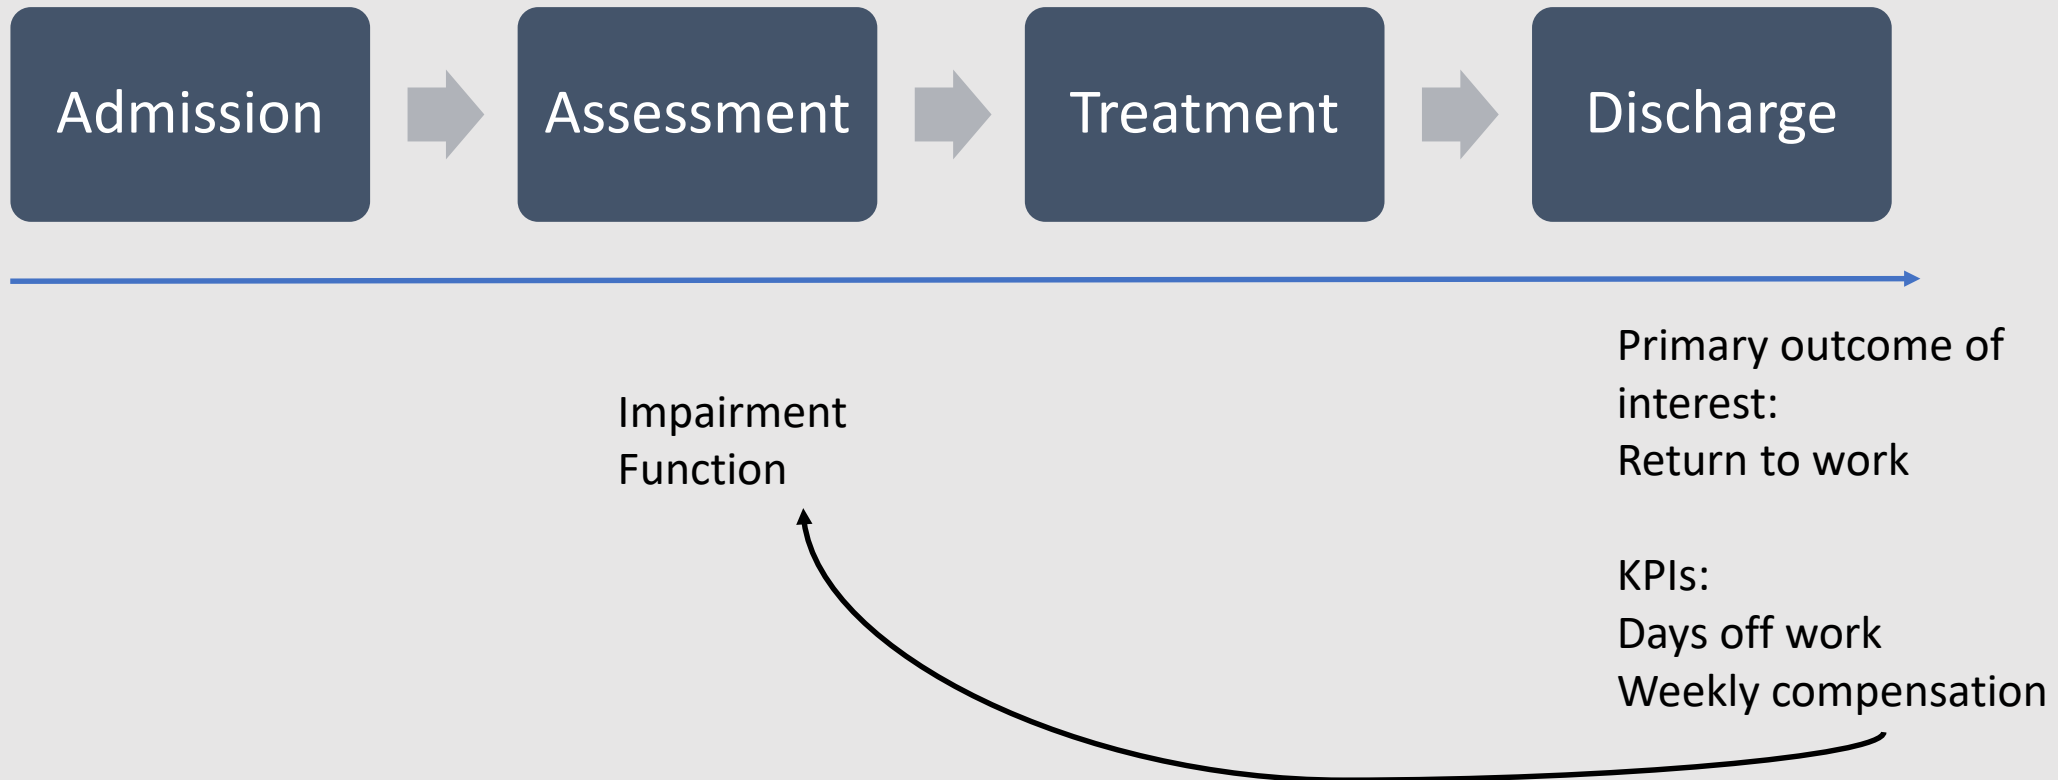 Admission
Assessment
Treatment
Discharge
Impairment
Function
Primary outcome of
interest:
Return to work
KPIs:
Days off work
Weekly compensation